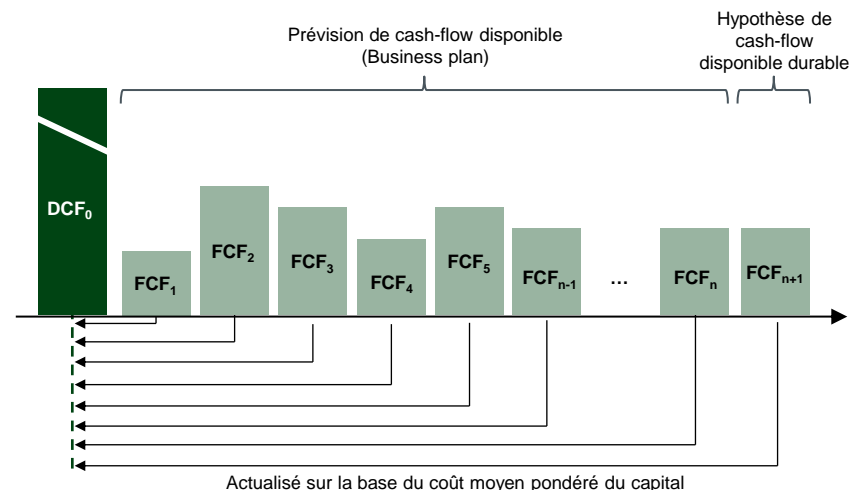 Prévision de cash-flow disponible
(Business plan)
Hypothèse de
cash-flow
disponible durable
DCF₀
FCF₁
FCF₂
FCF₃
FCF₄
FCF₅
FCFₙ₋₁
...
FCFₙ
FCFₙ₊₁
Actualisé sur la base du coût moyen pondéré du capital